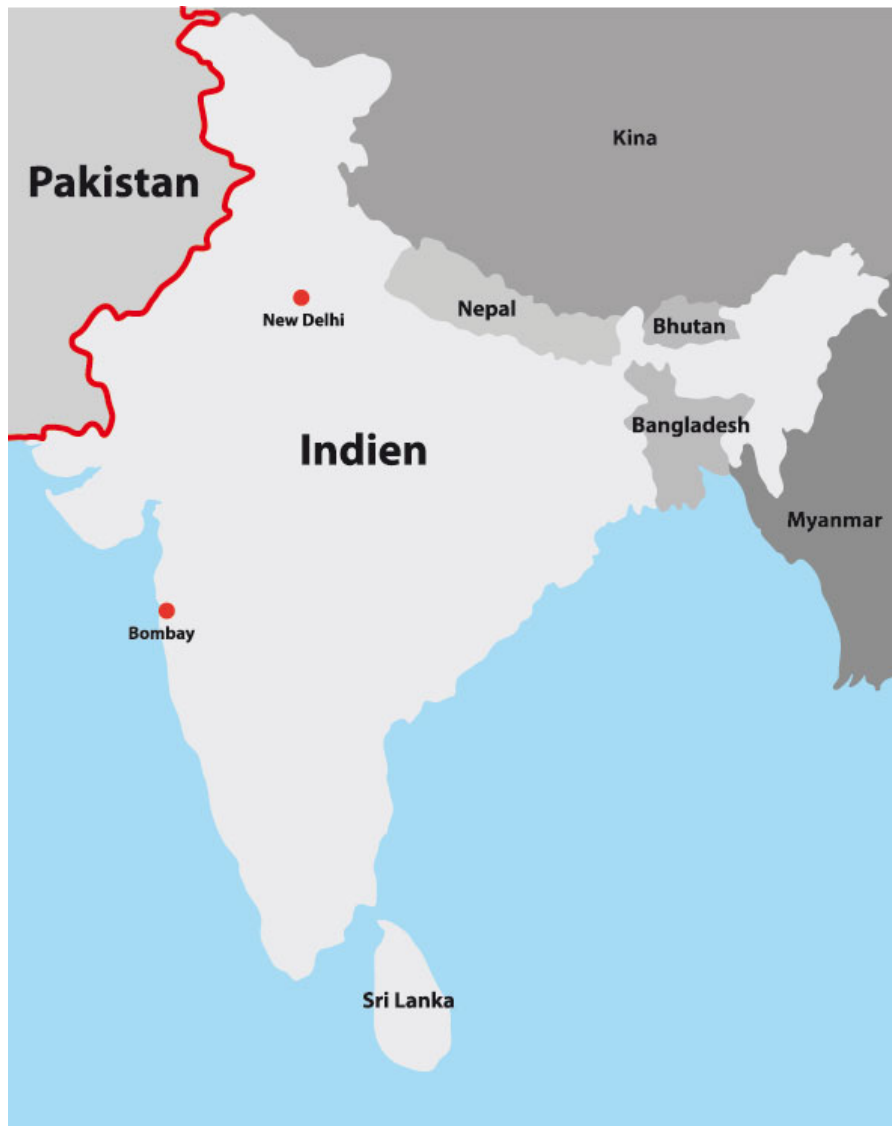 Kina
Pakistan
New Delhi
Nepal
Bhutan
Bangladesh
Indien
Myanmar
Bombay
Sri Lanka